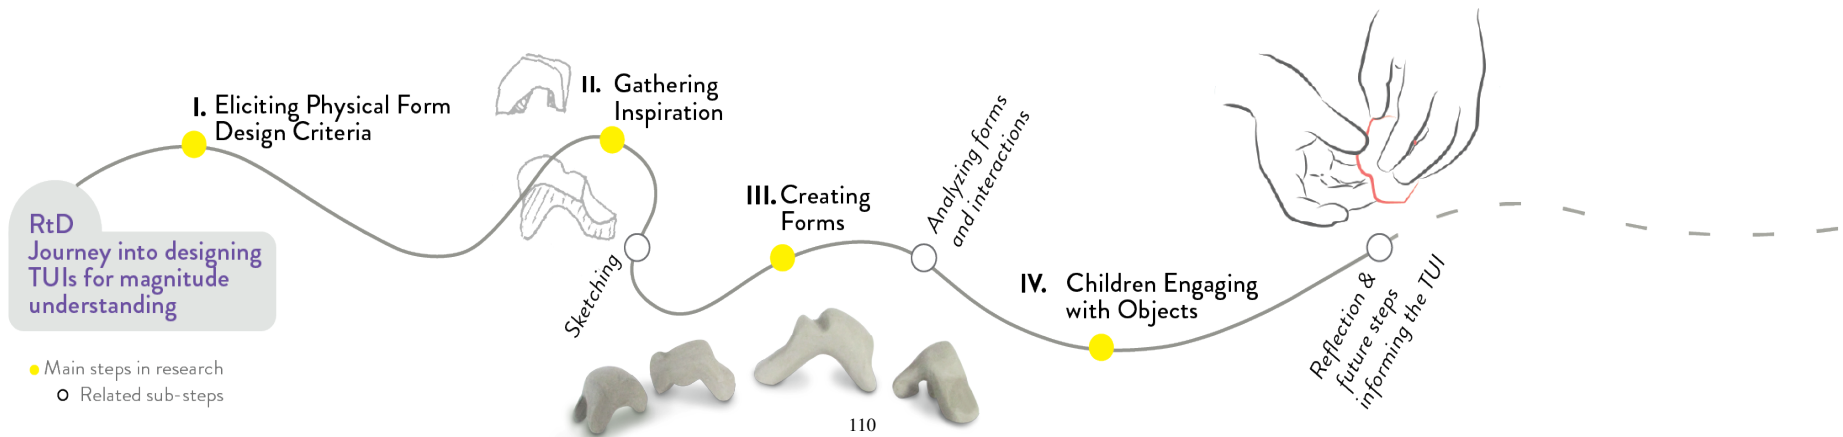 RtD
Journey into designing
TUIs for magnitude
understanding
Main steps in research
Related sub-steps
I. Eliciting Physical Form
Design Criteria
II. Gathering
Inspiration
Sketching
III. Creating
Forms
Analyzing forms
and interactions
IV. Children Engaging
with Objects
Reflection &
future steps
informing the TUI
110